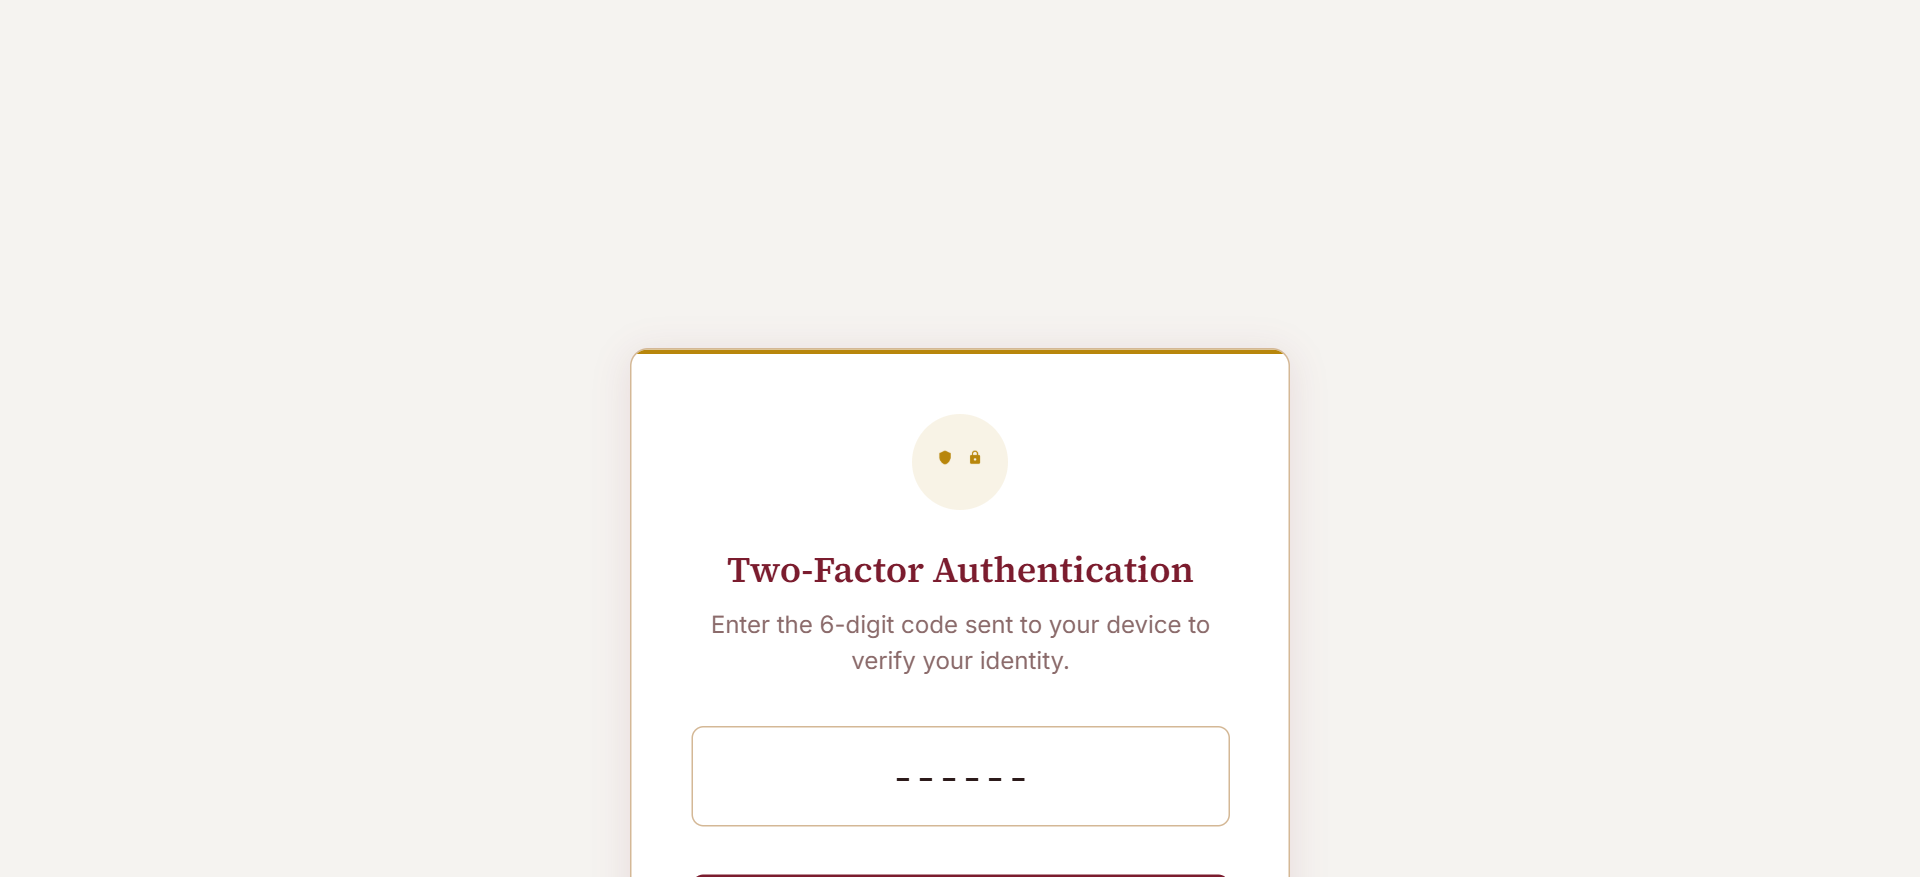 Two-Factor Authentication
Enter the 6-digit code sent to your device to
verify your identity.
– – – – – –